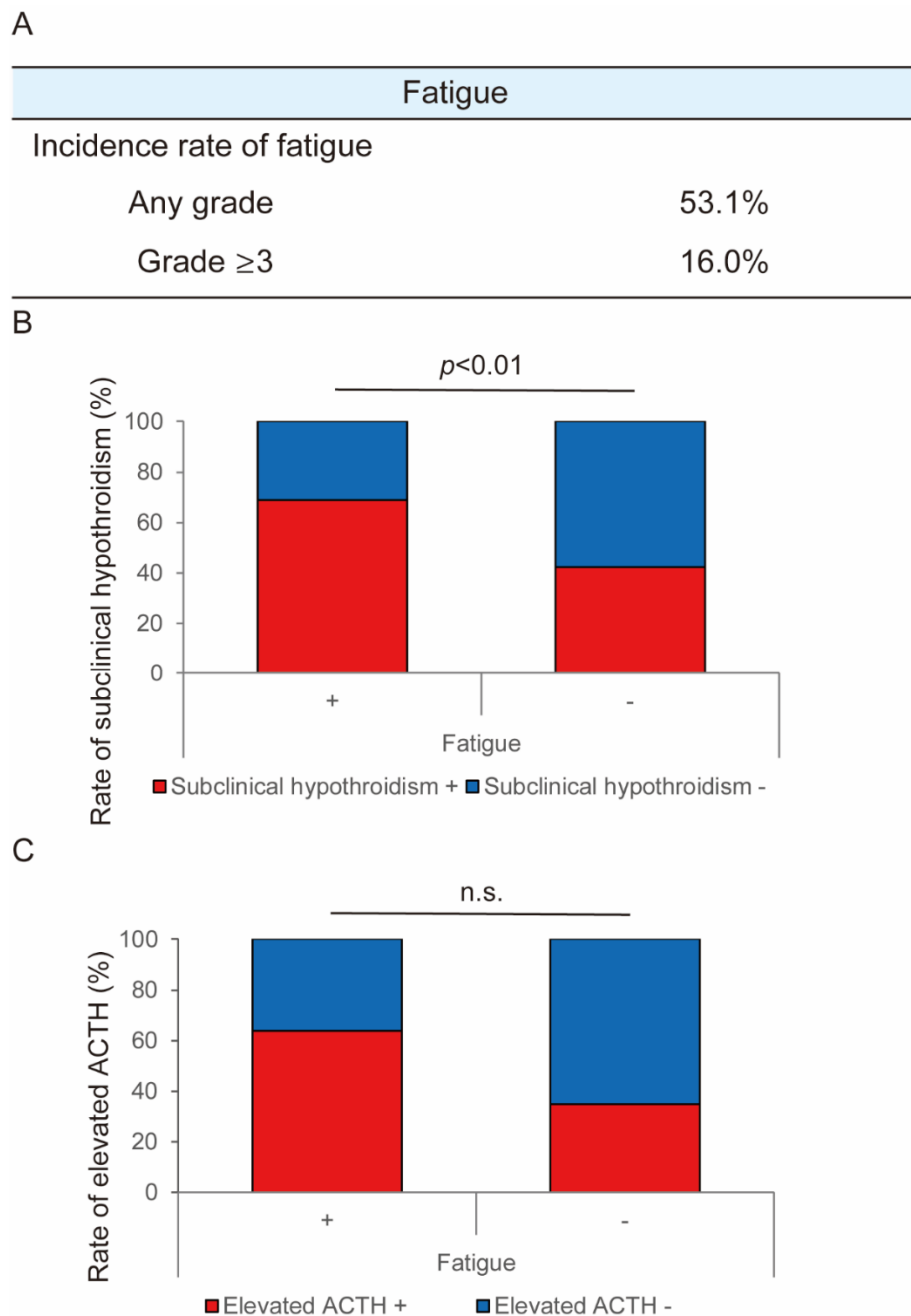 A
Fatigue
Incidence rate of fatigue
Any grade 53.1%
Grade ≥3 16.0%
B
p<0.01
Rate of subclinical hypothroidism (%)
100
80
60
40
20
0
+ -
Fatigue
Subclinical hypothroidism + Subclinical hypothroidism -
C
n.s.
Rate of elevated ACTH (%)
100
80
60
40
20
0
+ -
Fatigue
Elevated ACTH + Elevated ACTH -